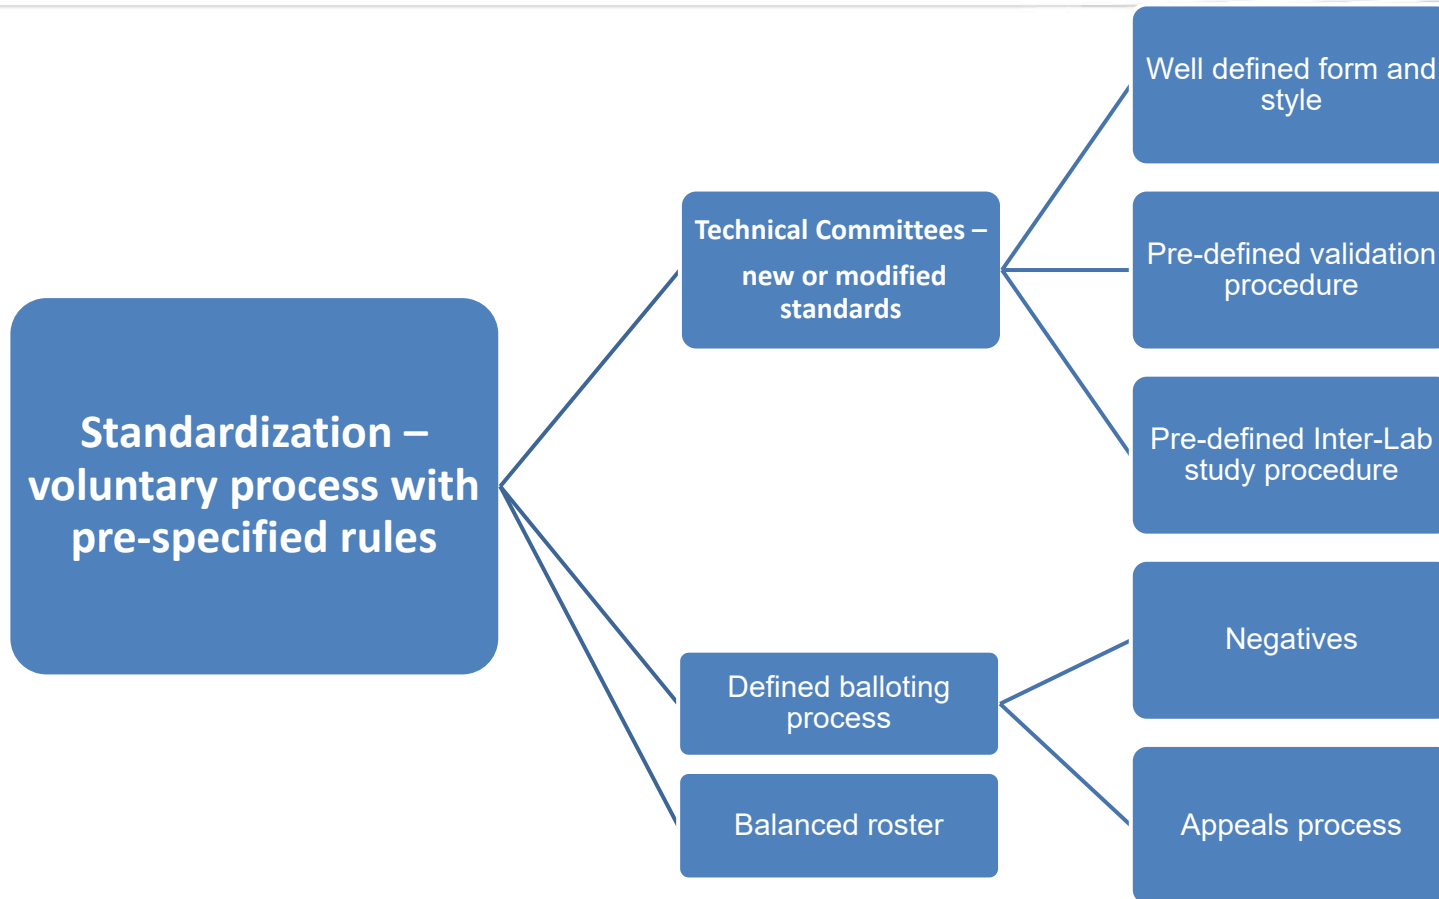 Standardization –
voluntary process with
pre-specified rules
Technical Committees –
new or modified
standards
Well defined form and
style
Pre-defined validation
procedure
Pre-defined Inter-Lab
study procedure
Defined balloting
process
Negatives
Appeals process
Balanced roster